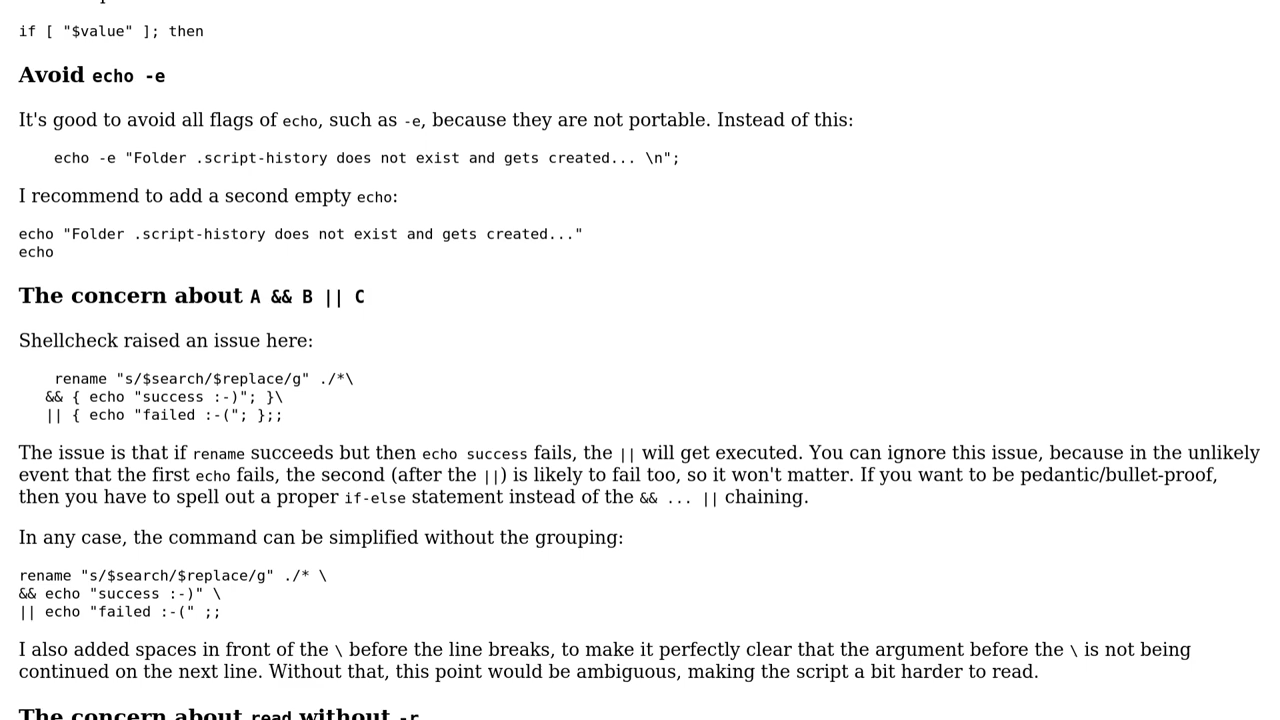 if [ "$value" ]; then
Avoid echo -e
It's good to avoid all flags of echo, such as -e, because they are not portable. Instead of this:
echo -e "Folder .script-history does not exist and gets created... \n";
I recommend to add a second empty echo:
echo "Folder .script-history does not exist and gets created..."
echo
The concern about A && B || C
Shellcheck raised an issue here:
rename "s/$search/$replace/g" ./*\
&& { echo "success :-)"; }\
|| { echo "failed :-("; };;
The issue is that if rename succeeds but then echo success fails, the || will get executed. You can ignore this issue, because in the unlikely
event that the first echo fails, the second (after the ||) is likely to fail too, so it won't matter. If you want to be pedantic/bullet-proof,
then you have to spell out a proper if-else statement instead of the && ... || chaining.
In any case, the command can be simplified without the grouping:
rename "s/$search/$replace/g" ./* \
&& echo "success :-)" \
|| echo "failed :-(" ;;
I also added spaces in front of the \ before the line breaks, to make it perfectly clear that the argument before the \ is not being
continued on the next line. Without that, this point would be ambiguous, making the script a bit harder to read.
The concern about read without -r